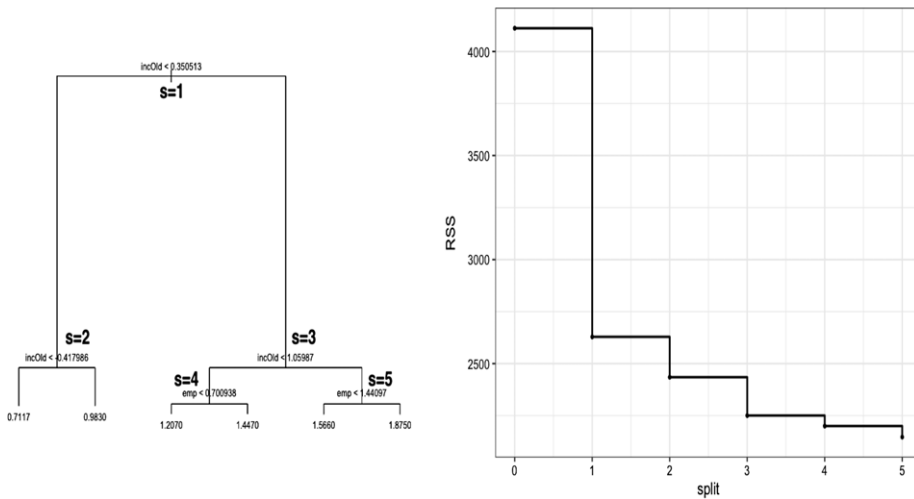 incOld < 0.350513
s=1
s=2
s=3
incOld < -0.417986
incOld < 1.05987
s=4
s=5
emp < 0.700938
emp < 1.44097
0.7117
0.9830
1.2070
1.4470
1.5660
1.8750
RSS
4000
3500
3000
2500
0 1 2 3 4 5
split